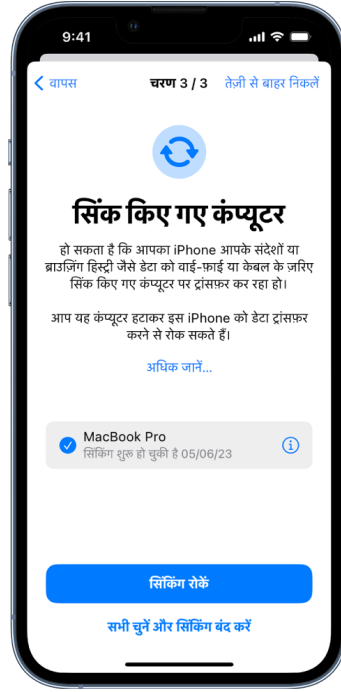 9:41
वापस
चरण 3 / 3
तेज़ी से बाहर निकलें
सिंक किए गए कंप्यूटर
हो सकता है कि आपका iPhone आपके संदेशों या
ब्राउज़िंग हिस्ट्री जैसे डेटा को वाई-फ़ाई या केबल के ज़रिए
सिंक किए गए कंप्यूटर पर ट्रांसफ़र कर रहा हो।
आप यह कंप्यूटर हटाकर इस iPhone को डेटा ट्रांसफ़र
करने से रोक सकते हैं।
अधिक जानें...
MacBook Pro
सिंकिंग शुरू हो चुकी है 05/06/23
सिंकिंग रोकें
सभी चुनें और सिंकिंग बंद करें